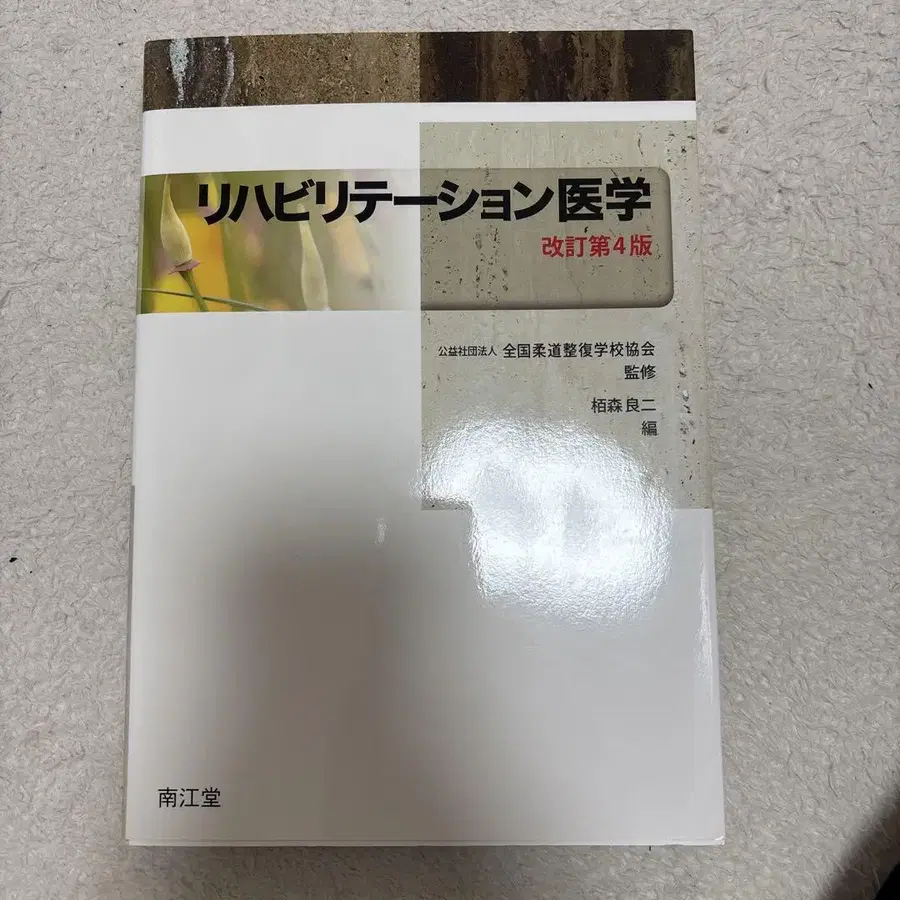 リハビリテーション医学
改訂第4版
公益社団法人 全国柔道整復学校協会
監修
栢森良二
編
南江堂